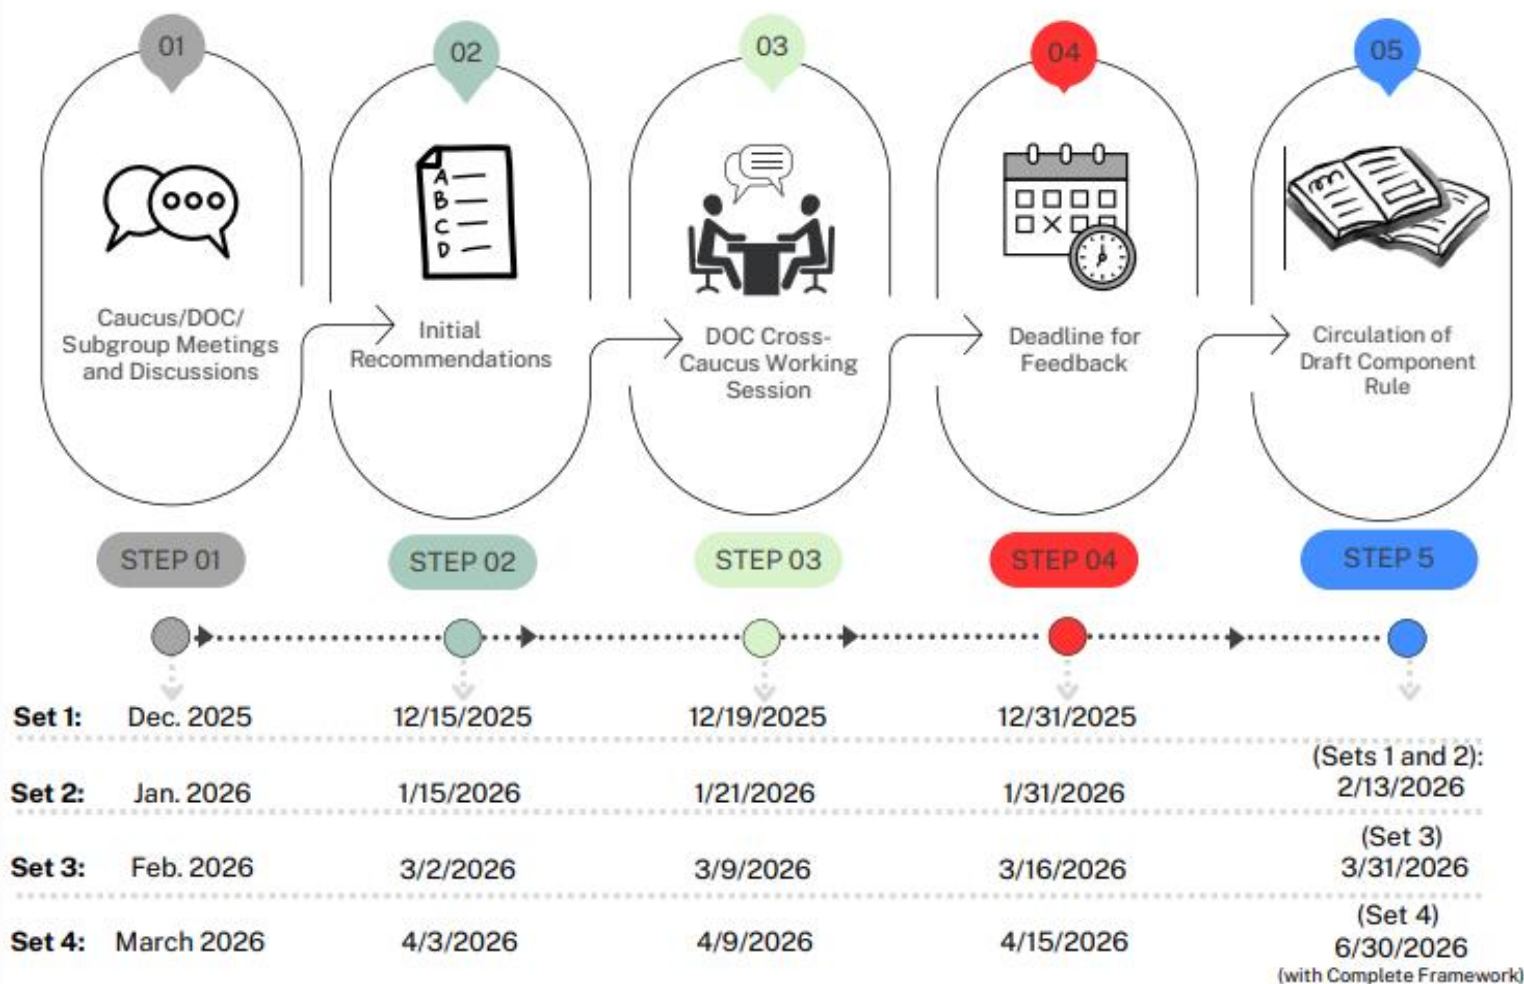 01
02
03
04
05
A
B
C
D
Caucus/DOC/
Subgroup Meetings
and Discussions
Initial
Recommendations
DOC Cross-
Caucus Working
Session
Deadline for
Feedback
Circulation of
Draft Component
Rule
STEP 01
STEP 02
STEP 03
STEP 04
STEP 5
Set 1: Dec. 2025 12/15/2025 12/19/2025 12/31/2025
(Sets 1 and 2):
Set 2: Jan. 2026 1/15/2026 1/21/2026 1/31/2026 2/13/2026
(Set 3)
Set 3: Feb. 2026 3/2/2026 3/9/2026 3/16/2026 3/31/2026
(Set 4)
Set 4: March 2026 4/3/2026 4/9/2026 4/15/2026 6/30/2026
(with Complete Framework)